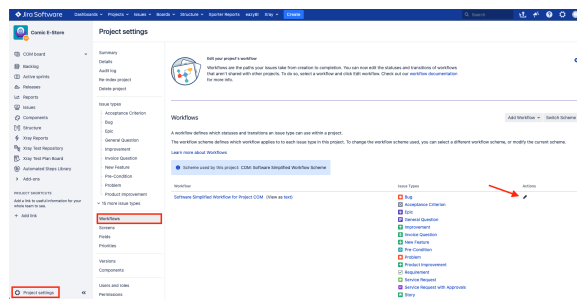 Jira Software
Dashboards
Projects
Issues
Boards
Structure
Xporter Reports
eazyBI
Xray
Create
Search
Comic E-Store
Project settings
COM board
Backlog
Active sprints
Releases
Reports
Issues
Components
Structure
Xray Reports
Xray Test Repository
Xray Test Plan Board
Automated Steps Library
Add-ons
PROJECT SHORTCUTS
Add a link to useful information for your
whole team to see.
+ Add link
Project settings
Summary
Details
Audit log
Re-index project
Delete project
Issue types
Acceptance Criterion
Bug
Epic
General Question
Improvement
Invoice Question
New Feature
Pre-Condition
Problem
Product Improvement
15 more issue types
Workflows
Screens
Fields
Priorities
Versions
Components
Users and roles
Permissions
Edit your project's workflow
Workflows are the paths your issues take from creation to completion. You can now edit the statuses and transitions of workflows
that aren't shared with other projects. To do so, select a workflow and click Edit workflow. Check out our workflow documentation
for more info.
Workflows
Add Workflow
Switch Scheme
A workflow defines which statuses and transitions an issue type can use within a project.
The workflow scheme defines which workflow applies to to each issue type in this project. To change the workflow scheme used, you can select a different workflow scheme, or modify the current scheme.
Learn more about Workflows
Scheme used by this project: COM: Software Simplified Workflow Scheme
Workflow
Issue Types
Actions
Software Simplified Workflow for Project COM (View as text)
Bug
Acceptance Criterion
Epic
General Question
Improvement
Invoice Question
New Feature
Pre-Condition
Problem
Product Improvement
Requirement
Service Request
Service Request with Approvals
Story